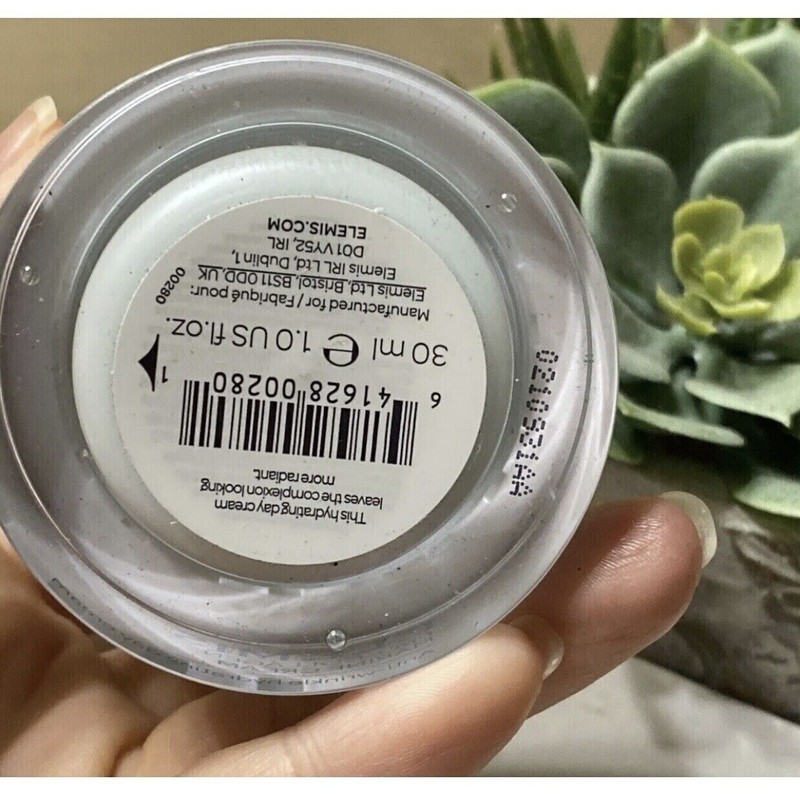 This hydrating day cream
leaves the complexion looking
more radiant.
6 41628 00280 1
30 ml ℮ 1.0 US fl.oz.
Manufactured for / Fabriqué pour:
Elemis Ltd, Bristol, BS11 0DD, UK
Elemis IRL Ltd, Dublin 1,
D01 VY52, IRL
ELEMIS.COM
00280